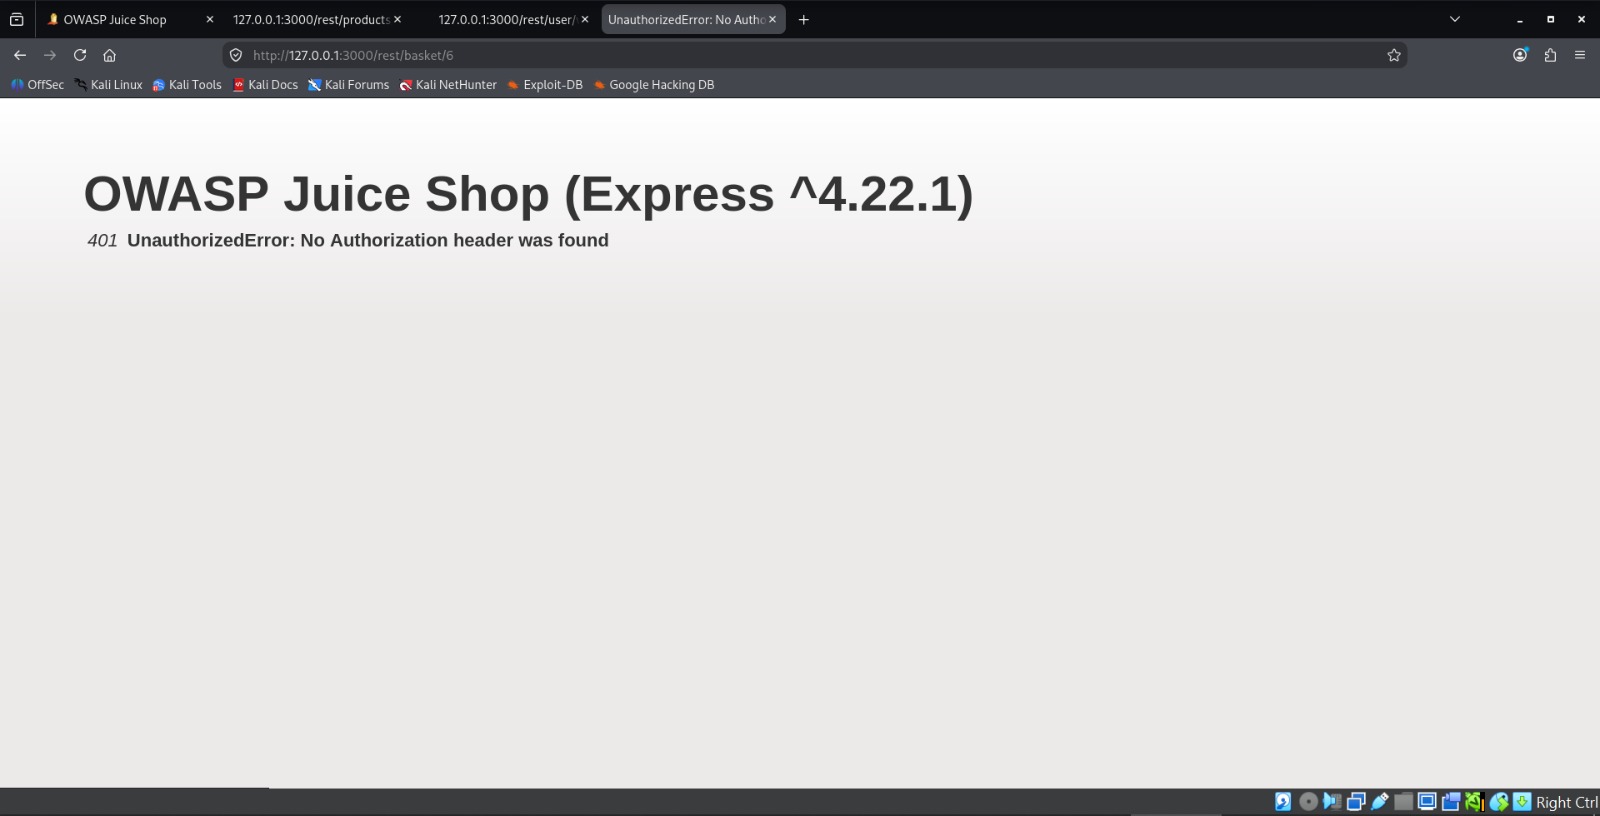 OWASP Juice Shop
127.0.0.1:3000/rest/products
127.0.0.1:3000/rest/user/
UnauthorizedError: No Autho
http://127.0.0.1:3000/rest/basket/6
OffSec Kali Linux Kali Tools Kali Docs Kali Forums Kali NetHunter Exploit-DB Google Hacking DB
OWASP Juice Shop (Express ^4.22.1)
401 UnauthorizedError: No Authorization header was found
Right Ctrl